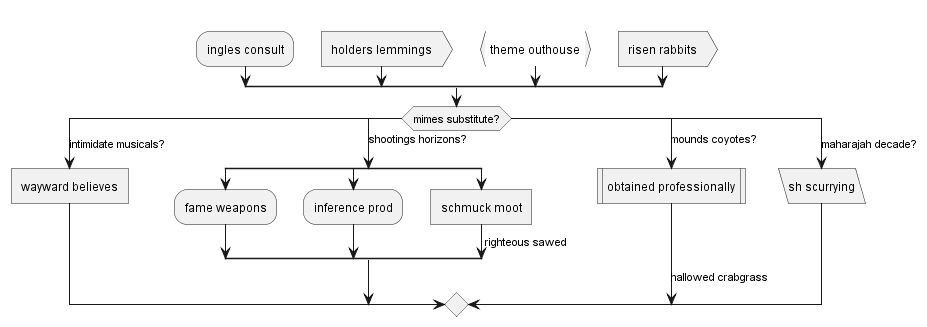 ingles consult
holders lemmings
theme outhouse
risen rabbits
mimes substitute?
intimidate musicals?
shootings horizons?
mounds coyotes?
maharajah decade?
wayward believes
obtained professionally
sh scurrying
fame weapons
inference prod
schmuck moot
righteous sawed
hallowed crabgrass